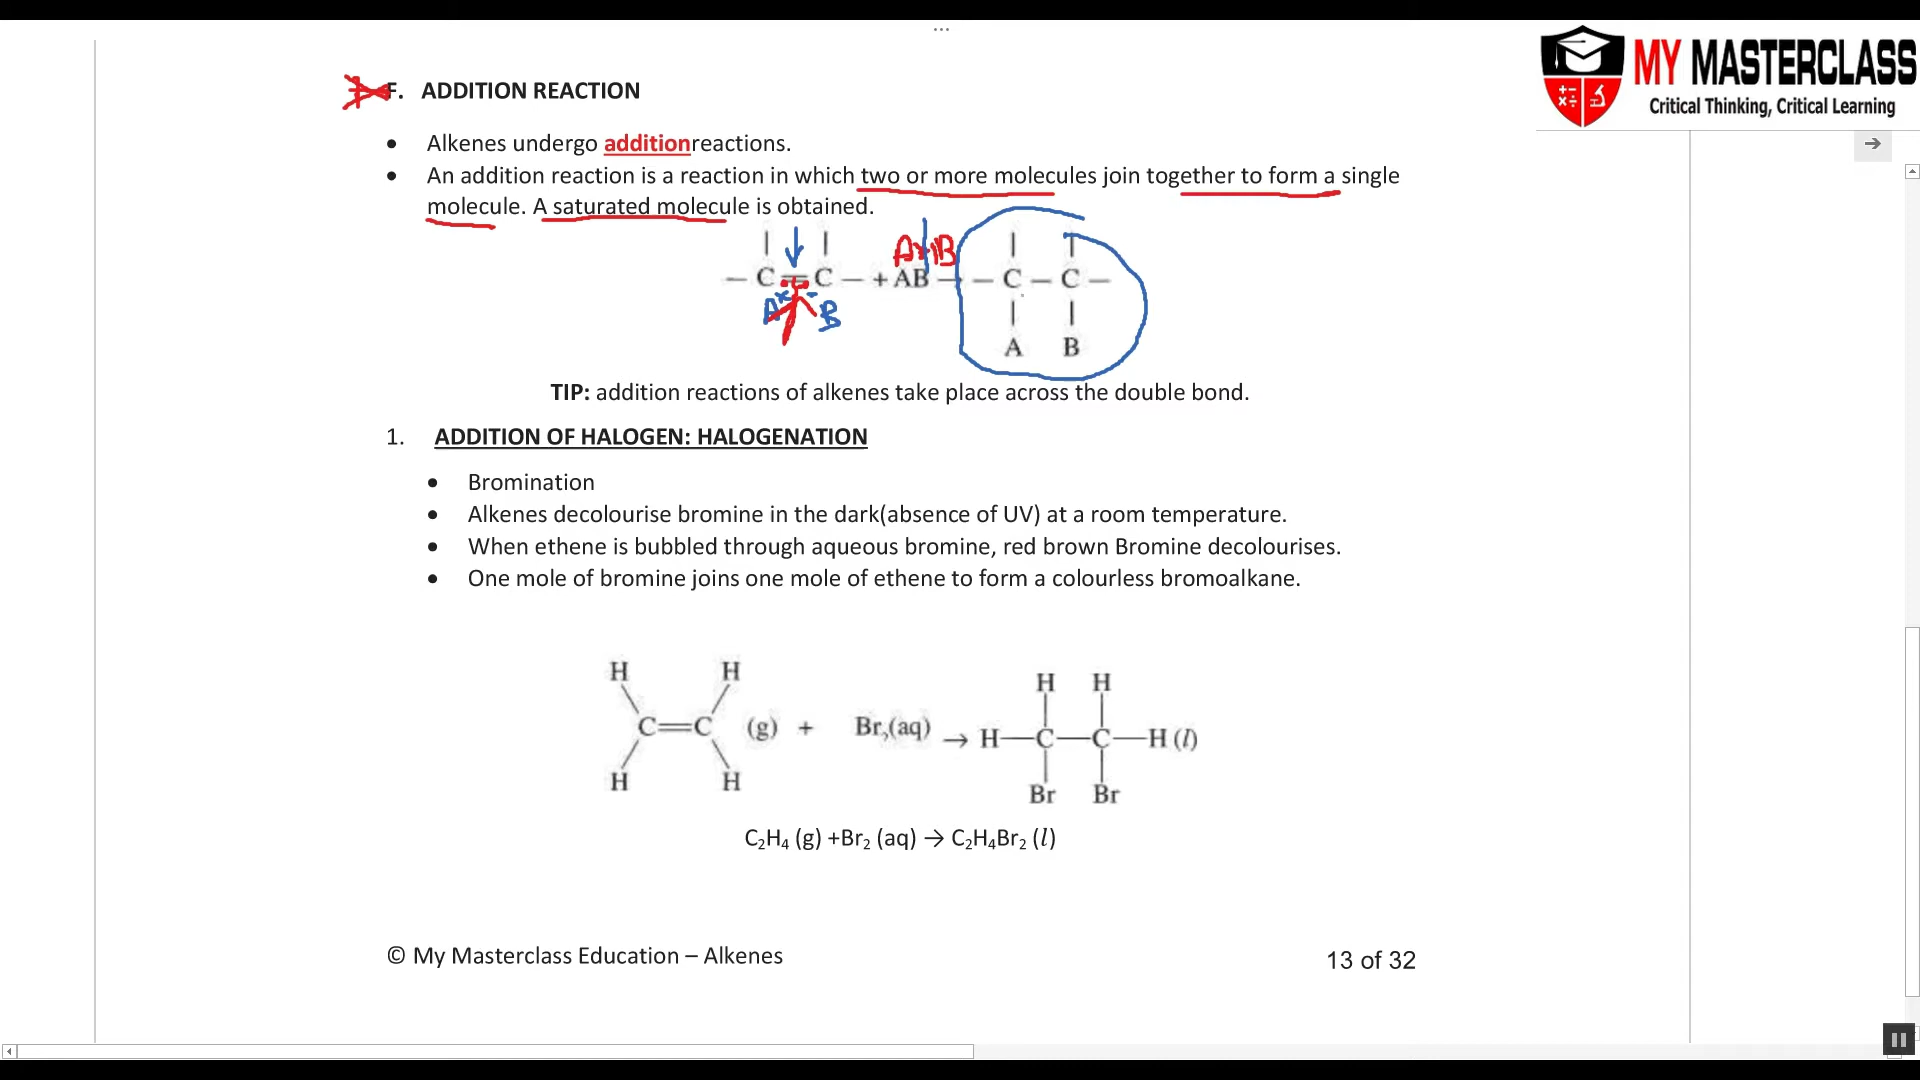 ...
MY MASTERCLASS
Critical Thinking, Critical Learning
F. ADDITION REACTION
• Alkenes undergo additionreactions.
• An addition reaction is a reaction in which two or more molecules join together to form a single
molecule. A saturated molecule is obtained.
A B
— C = C — + AB → — C — C —
A B
A B
TIP: addition reactions of alkenes take place across the double bond.
1. ADDITION OF HALOGEN: HALOGENATION
• Bromination
• Alkenes decolourise bromine in the dark(absence of UV) at a room temperature.
• When ethene is bubbled through aqueous bromine, red brown Bromine decolourises.
• One mole of bromine joins one mole of ethene to form a colourless bromoalkane.
H H H H
C=C (g) + Br₂(aq) → H—C—C—H (l)
H H Br Br
C₂H₄ (g) +Br₂ (aq) → C₂H₄Br₂ (l)
© My Masterclass Education – Alkenes
13 of 32